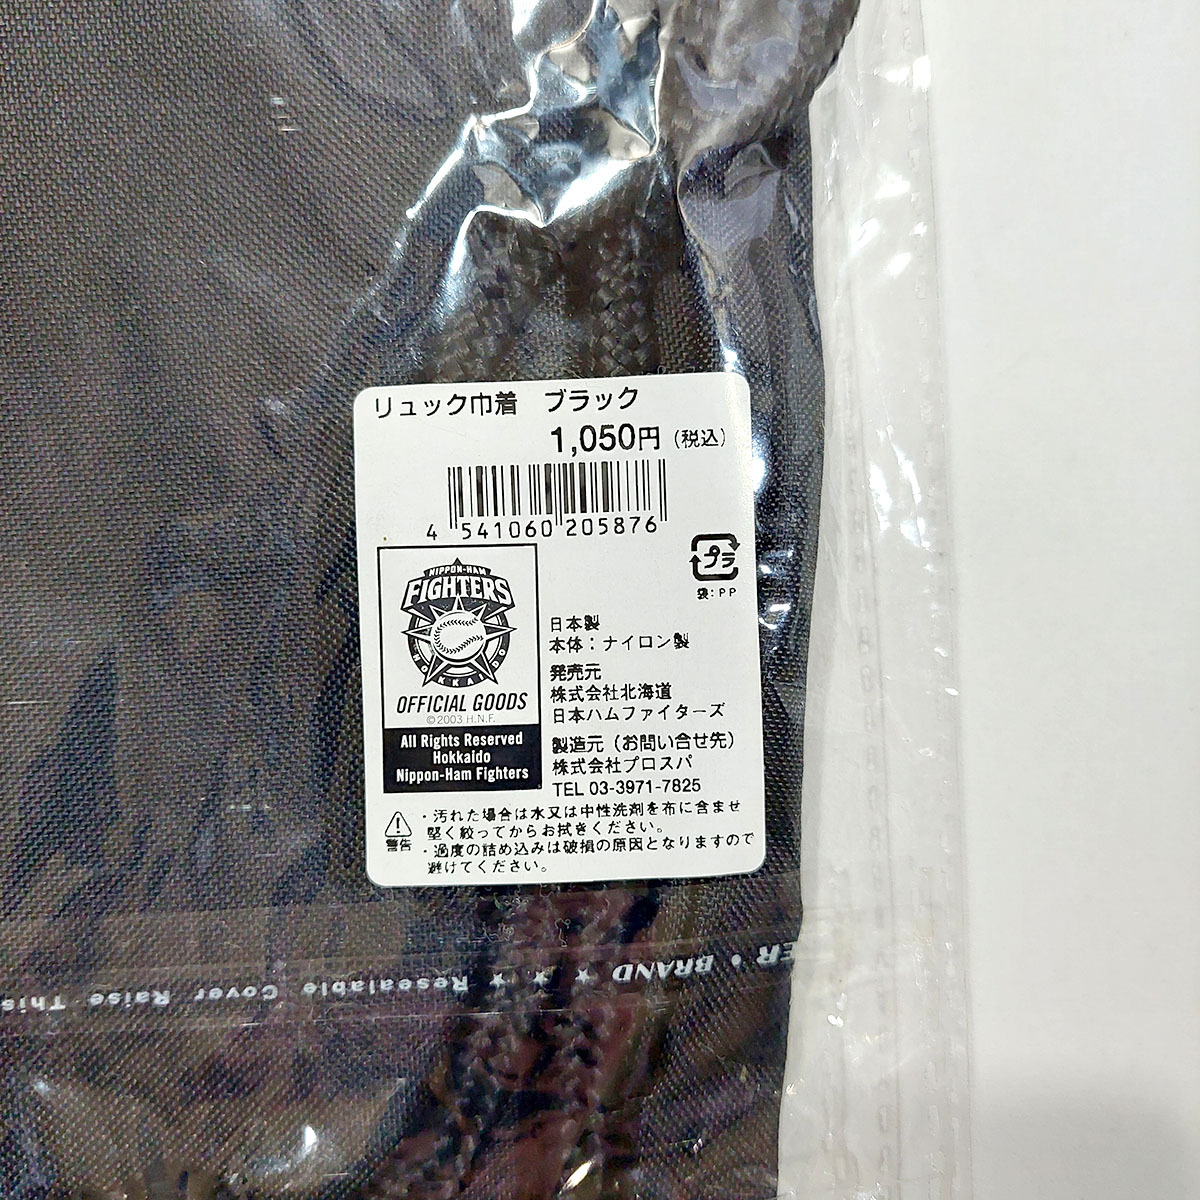 リュック巾着　ブラック
1,050円（税込）
4 541060 205876
プラ
袋：PP
NIPPON-HAM
FIGHTERS
HOKKAIDO
OFFICIAL GOODS
©2003 H.N.F.
All Rights Reserved
Hokkaido
Nippon-Ham Fighters
日本製
本体：ナイロン製
発売元
株式会社北海道
日本ハムファイターズ
製造元（お問い合せ先）
株式会社プロスパ
TEL 03-3971-7825
警告
・汚れた場合は水又は中性洗剤を布に含ませ
堅く絞ってからお拭きください。
・過度の詰め込みは破損の原因となりますので
避けてください。
ER • BRAND ★ ★ ★ Resealable Cover Raise This